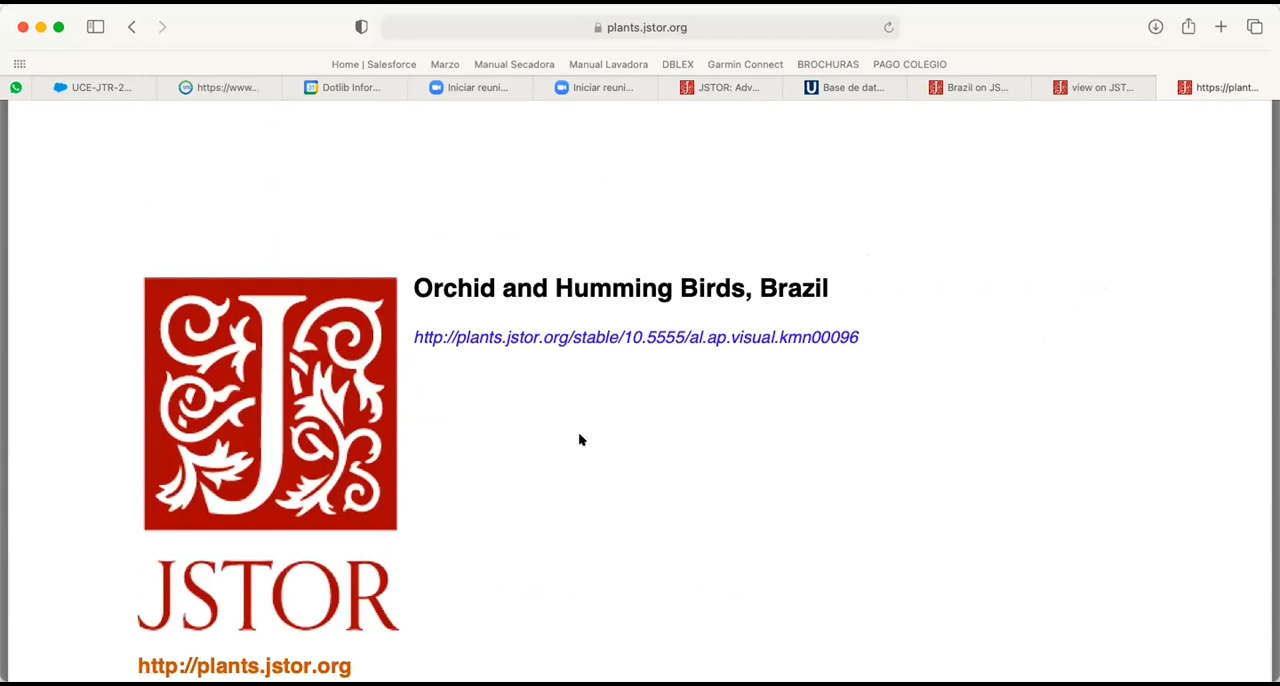 plants.jstor.org
Home | Salesforce Marzo Manual Secadora Manual Lavadora DBLEX Garmin Connect BROCHURAS PAGO COLEGIO
UCE-JTR-2... https://www... 31 Dotlib Infor... Iniciar reuni... Iniciar reuni... JSTOR: Adv... U Base de dat... Brazil on JS... view on JST... https://plant...
Orchid and Humming Birds, Brazil
http://plants.jstor.org/stable/10.5555/al.ap.visual.kmn00096
J
JSTOR
http://plants.jstor.org